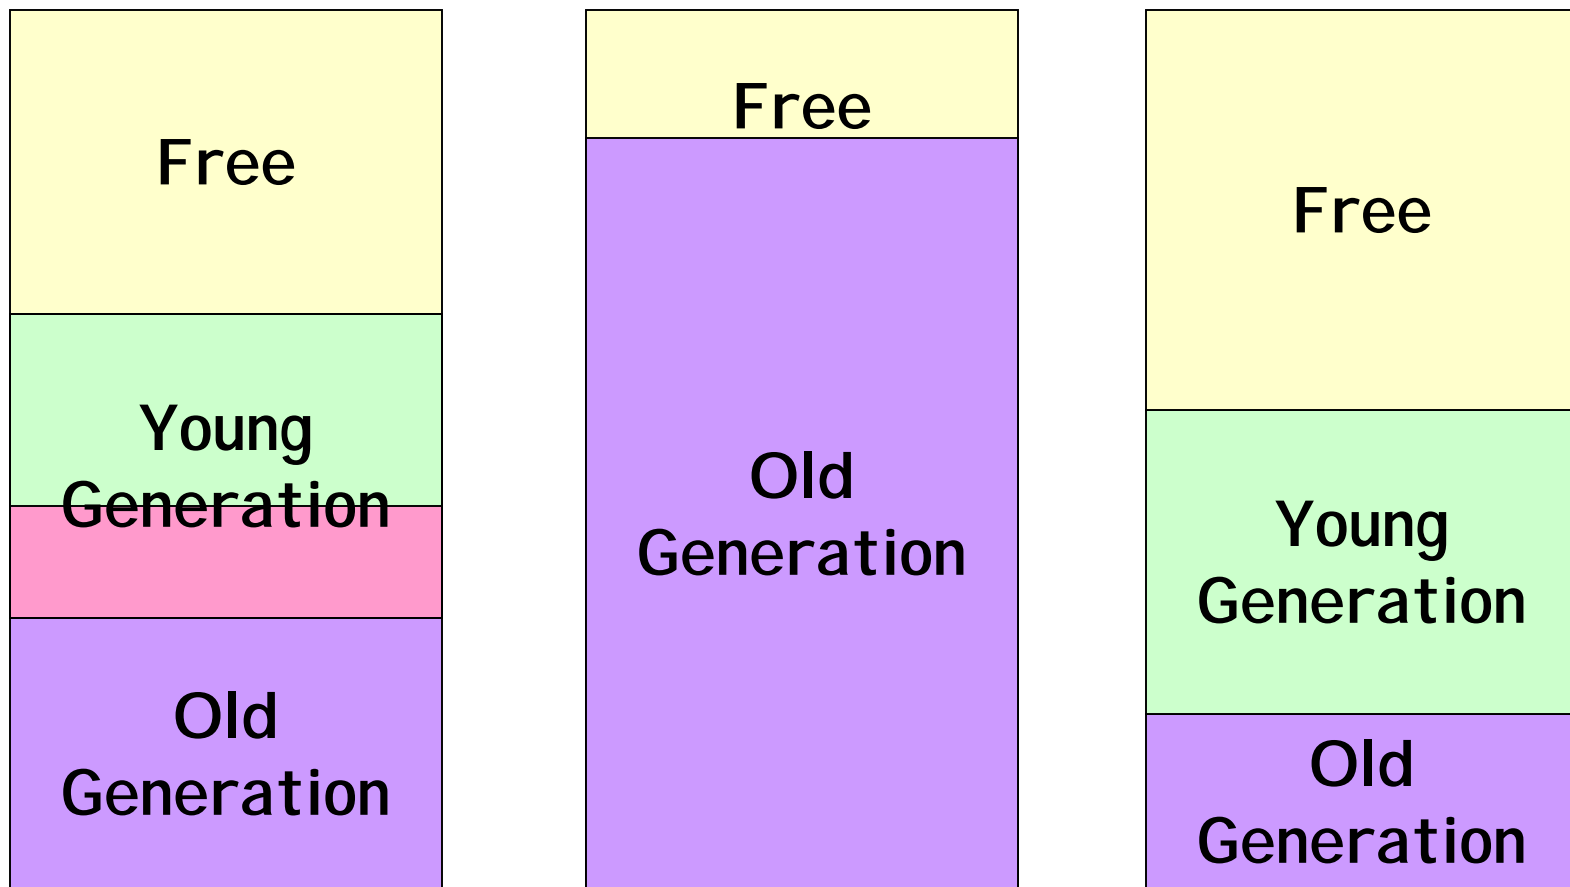 Free
Young
Generation
Old
Generation
Free
Old
Generation
Free
Young
Generation
Old
Generation